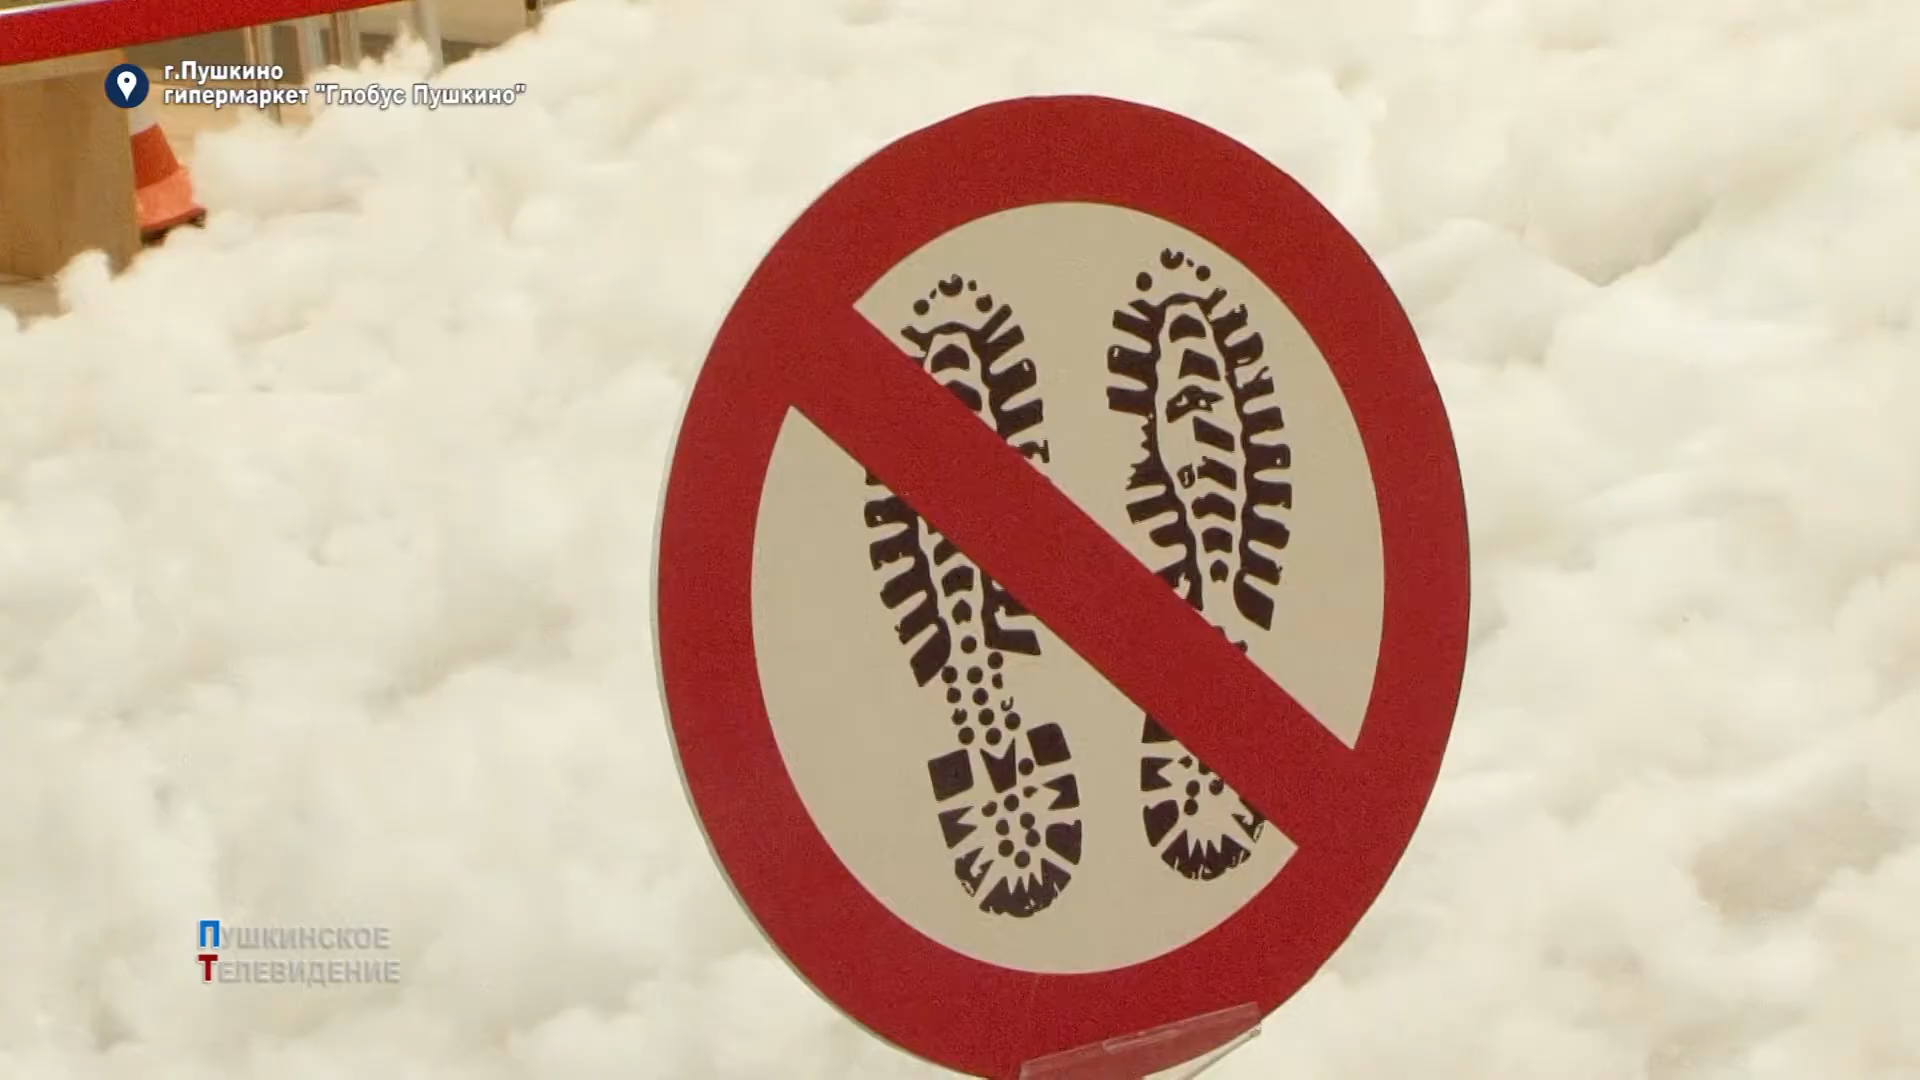 г.Пушкино
гипермаркет "Глобус Пушкино"
Пушкинское
Телевидение